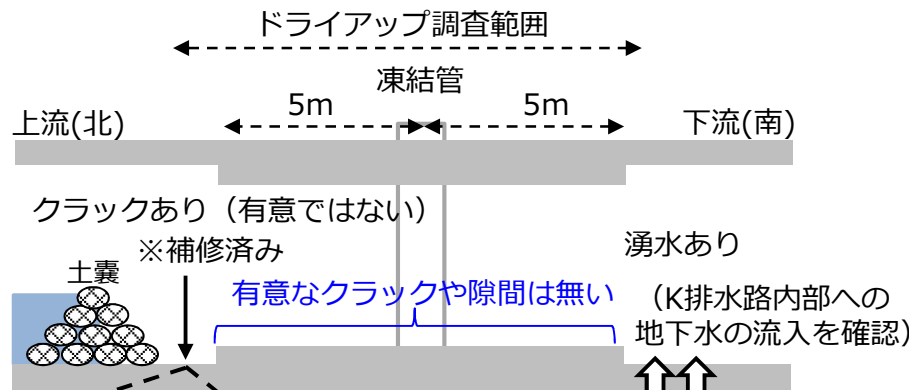 ドライアップ調査範囲
凍結管
5m
5m
上流(北)
下流(南)
クラックあり（有意ではない）
※補修済み
土嚢
有意なクラックや隙間は無い
湧水あり
（K排水路内部への
地下水の流入を確認）